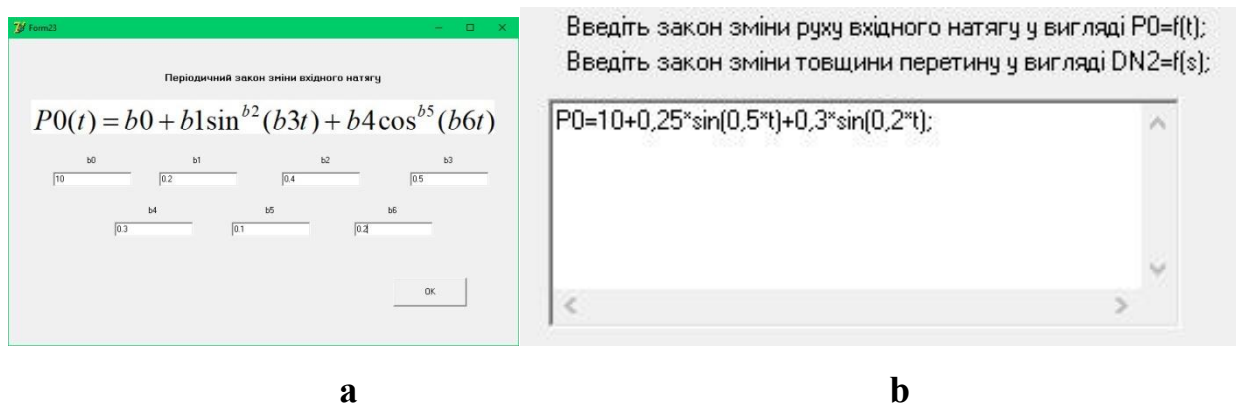 Form23
Періодичний закон зміни вхідного натягу
P0(t) = b0 + b1sin^b2(b3t) + b4cos^b5(b6t)
b0 b1 b2 b3
10 0.2 0.4 0.5
b4 b5 b6
0.3 0.1 0.2
OK
a
Введіть закон зміни руху вхідного натягу у вигляді P0=f(t);
Введіть закон зміни товщини перетину у вигляді DN2=f(s);
P0=10+0,25*sin(0,5*t)+0,3*sin(0,2*t);
b